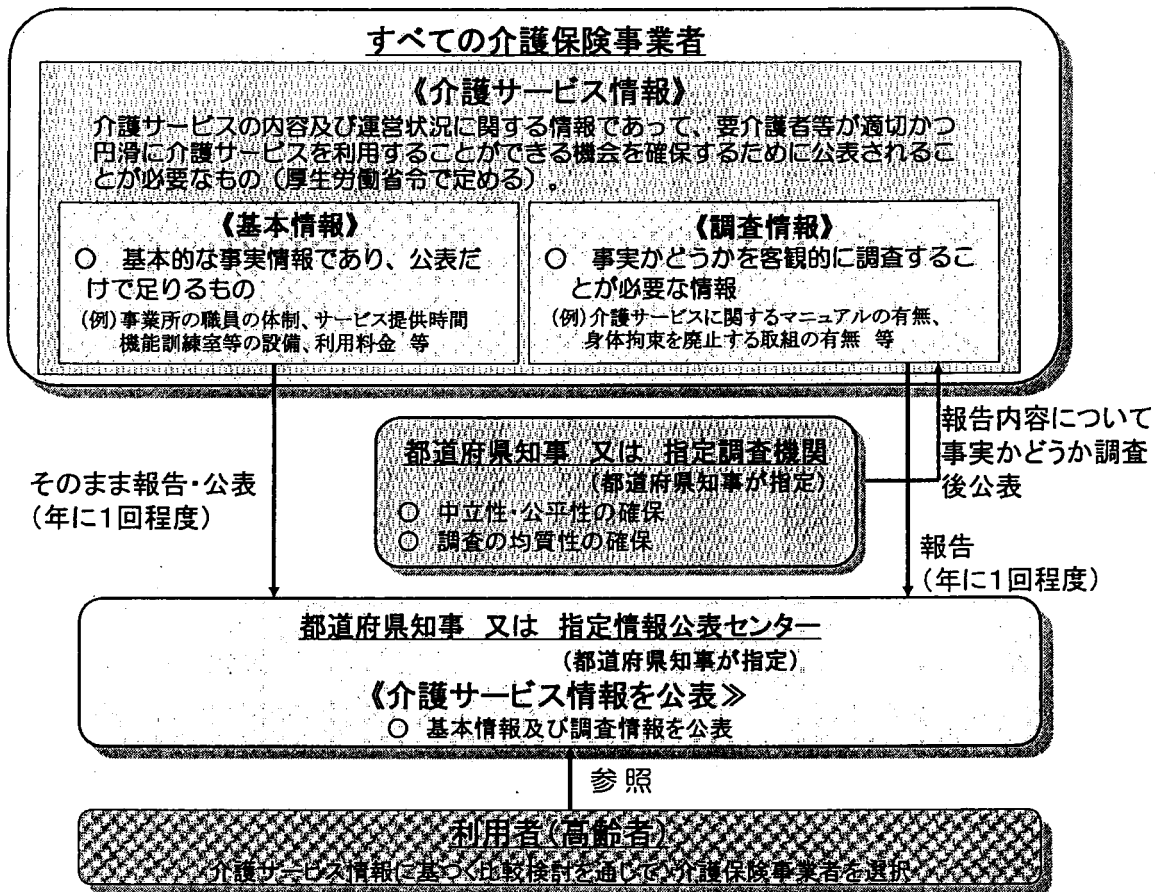 すべての介護保険事業者
《介護サービス情報》
介護サービスの内容及び運営状況に関する情報であって、要介護者等が適切かつ
円滑に介護サービスを利用することができる機会を確保するために公表されるこ
とが必要なもの（厚生労働省令で定める）。
《基本情報》
○ 基本的な事実情報であり、公表だ
けで足りるもの
(例)事業所の職員の体制、サービス提供時間
機能訓練室等の設備、利用料金 等
《調査情報》
○ 事実かどうかを客観的に調査するこ
とが必要な情報
(例)介護サービスに関するマニュアルの有無、
身体拘束を廃止する取組の有無 等
報告内容について
事実かどうか調査
後公表
都道府県知事 又は 指定調査機関
(都道府県知事が指定)
○ 中立性・公平性の確保
○ 調査の均質性の確保
そのまま報告・公表
(年に1回程度)
報告
(年に1回程度)
都道府県知事 又は 指定情報公表センター
(都道府県知事が指定)
《介護サービス情報を公表≫
○ 基本情報及び調査情報を公表
参照
利用者(高齢者)
介護サービス情報に基づく比較検討を通じて、介護保険事業者を選択